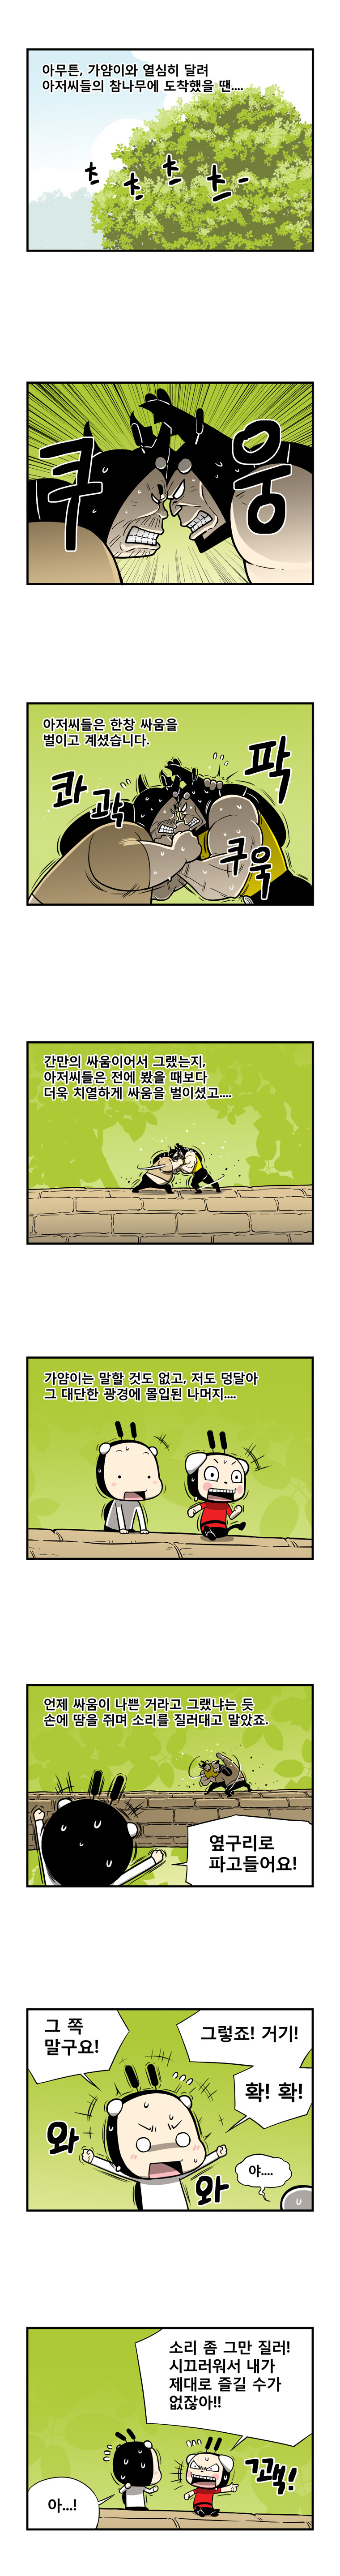 아무튼, 가얌이와 열심히 달려
아저씨들의 참나무에 도착했을 땐....
쿠 웅
아저씨들은 한창 싸움을
벌이고 계셨습니다.
콰
콱
팍
쿠욱
간만의 싸움이어서 그랬는지,
아저씨들은 전에 봤을 때보다
더욱 치열하게 싸움을 벌이셨고....
가얌이는 말할 것도 없고, 저도 덩달아
그 대단한 광경에 몰입된 나머지....
언제 싸움이 나쁜 거라고 그랬냐는 듯
손에 땀을 쥐며 소리를 질러대고 말았죠.
옆구리로
파고들어요!
그 쪽
말구요!
그렇죠! 거기!
확! 확!
와
와
야....
소리 좀 그만 질러!
시끄러워서 내가
제대로 즐길 수가
없잖아!!
꽥!
아...!